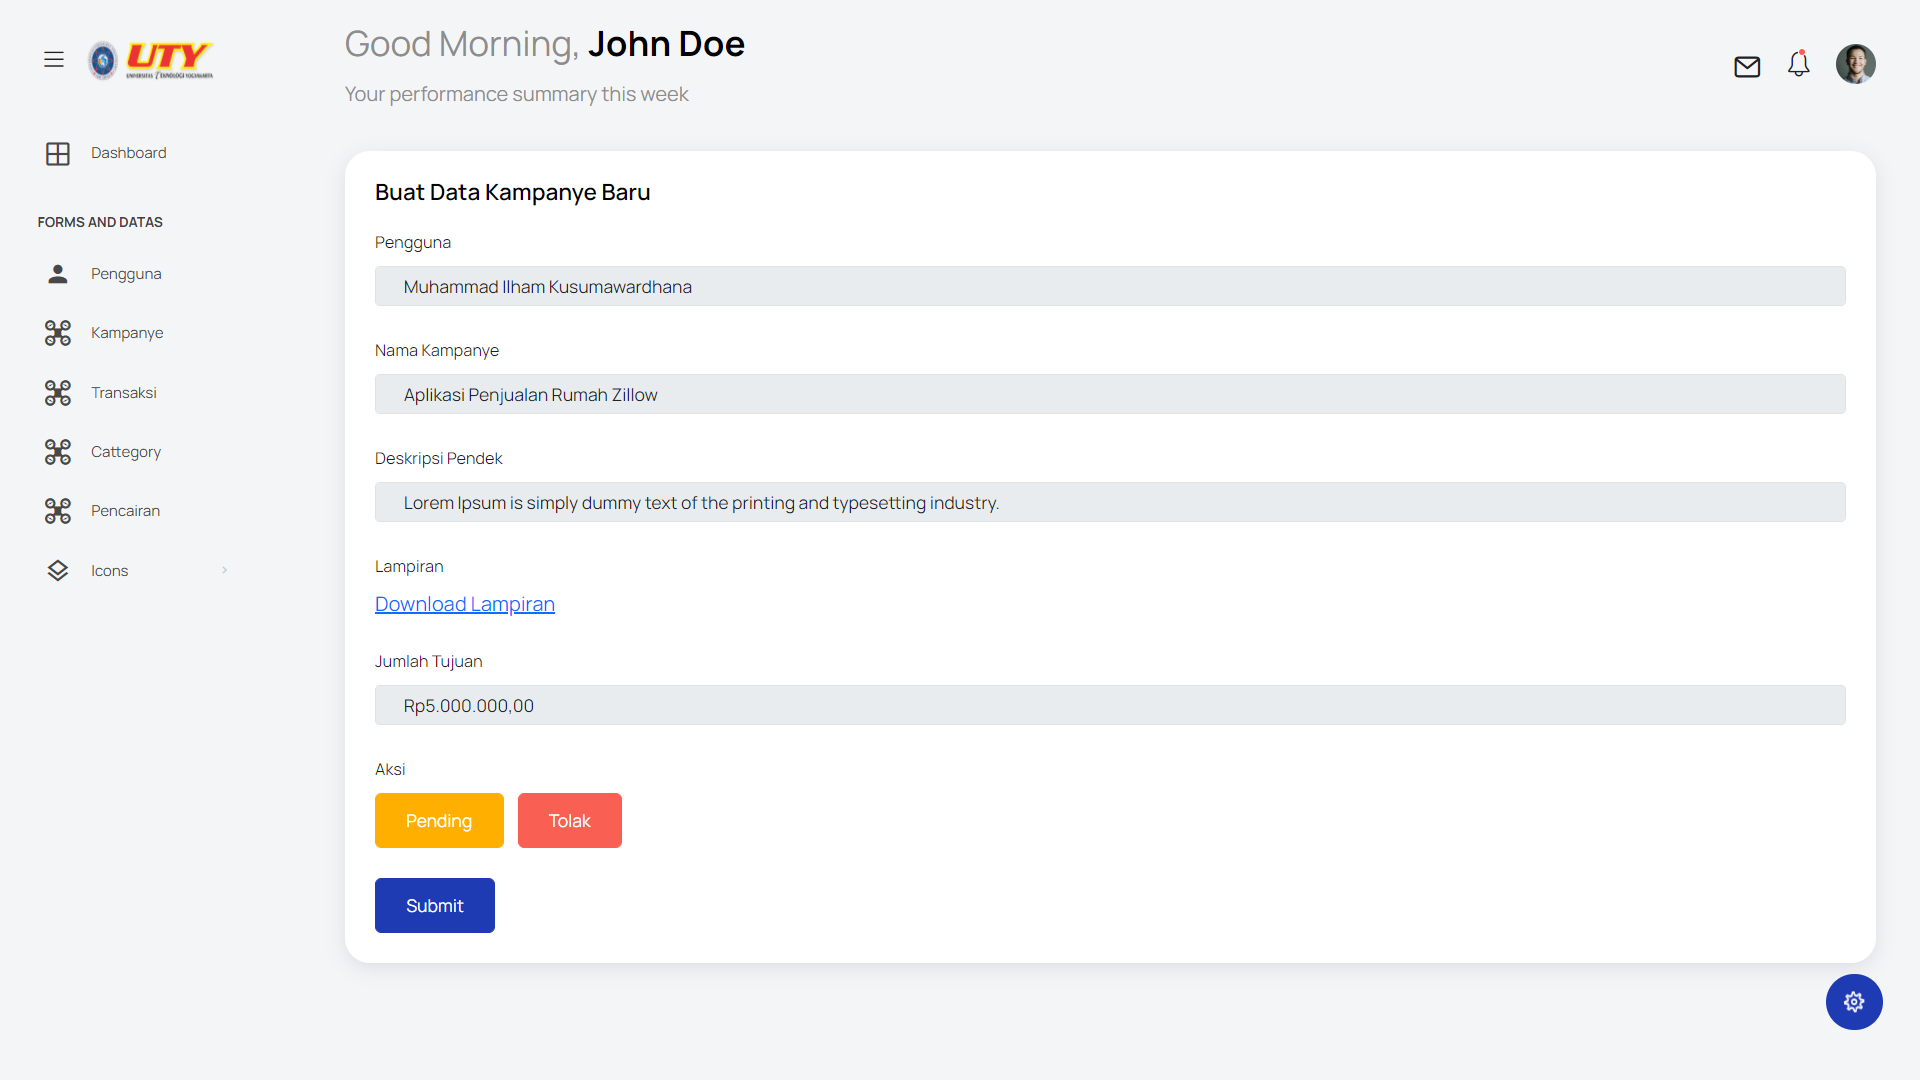 UTY
UNIVERSITAS TEKNOLOGI YOGYAKARTA
Good Morning, John Doe
Your performance summary this week
Dashboard
FORMS AND DATAS
Pengguna
Kampanye
Transaksi
Cattegory
Pencairan
Icons
Buat Data Kampanye Baru
Pengguna
Muhammad Ilham Kusumawardhana
Nama Kampanye
Aplikasi Penjualan Rumah Zillow
Deskripsi Pendek
Lorem Ipsum is simply dummy text of the printing and typesetting industry.
Lampiran
Download Lampiran
Jumlah Tujuan
Rp5.000.000,00
Aksi
Pending
Tolak
Submit